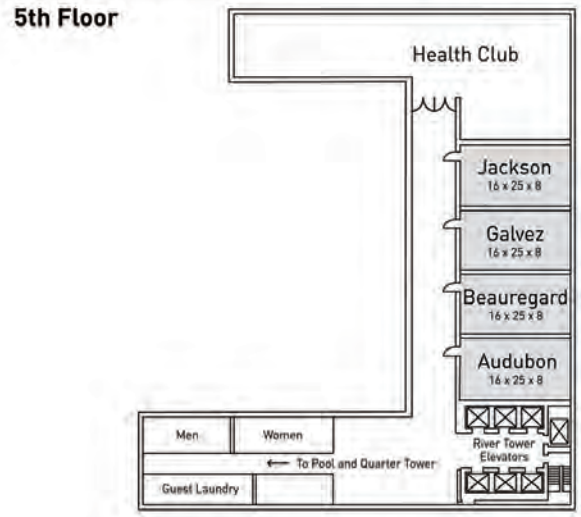 5th Floor
Health Club
Jackson
16 x 25 x 8
Galvez
16 x 25 x 8
Beauregard
16 x 25 x 8
Audubon
16 x 25 x 8
Men
Women
River Tower
Elevators
← To Pool and Quarter Tower
Guest Laundry